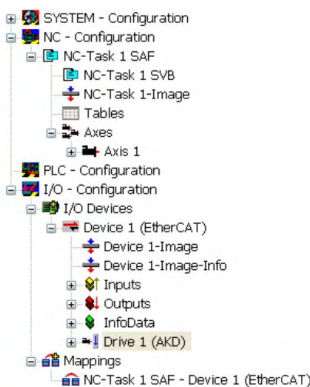 SYSTEM - Configuration
NC - Configuration
NC-Task 1 SAF
NC-Task 1 SVB
NC-Task 1-Image
Tables
Axes
Axis 1
PLC - Configuration
I/O - Configuration
I/O Devices
Device 1 (EtherCAT)
Device 1-Image
Device 1-Image-Info
Inputs
Outputs
InfoData
Drive 1 (AKD)
Mappings
NC-Task 1 SAF - Device 1 (EtherCAT)